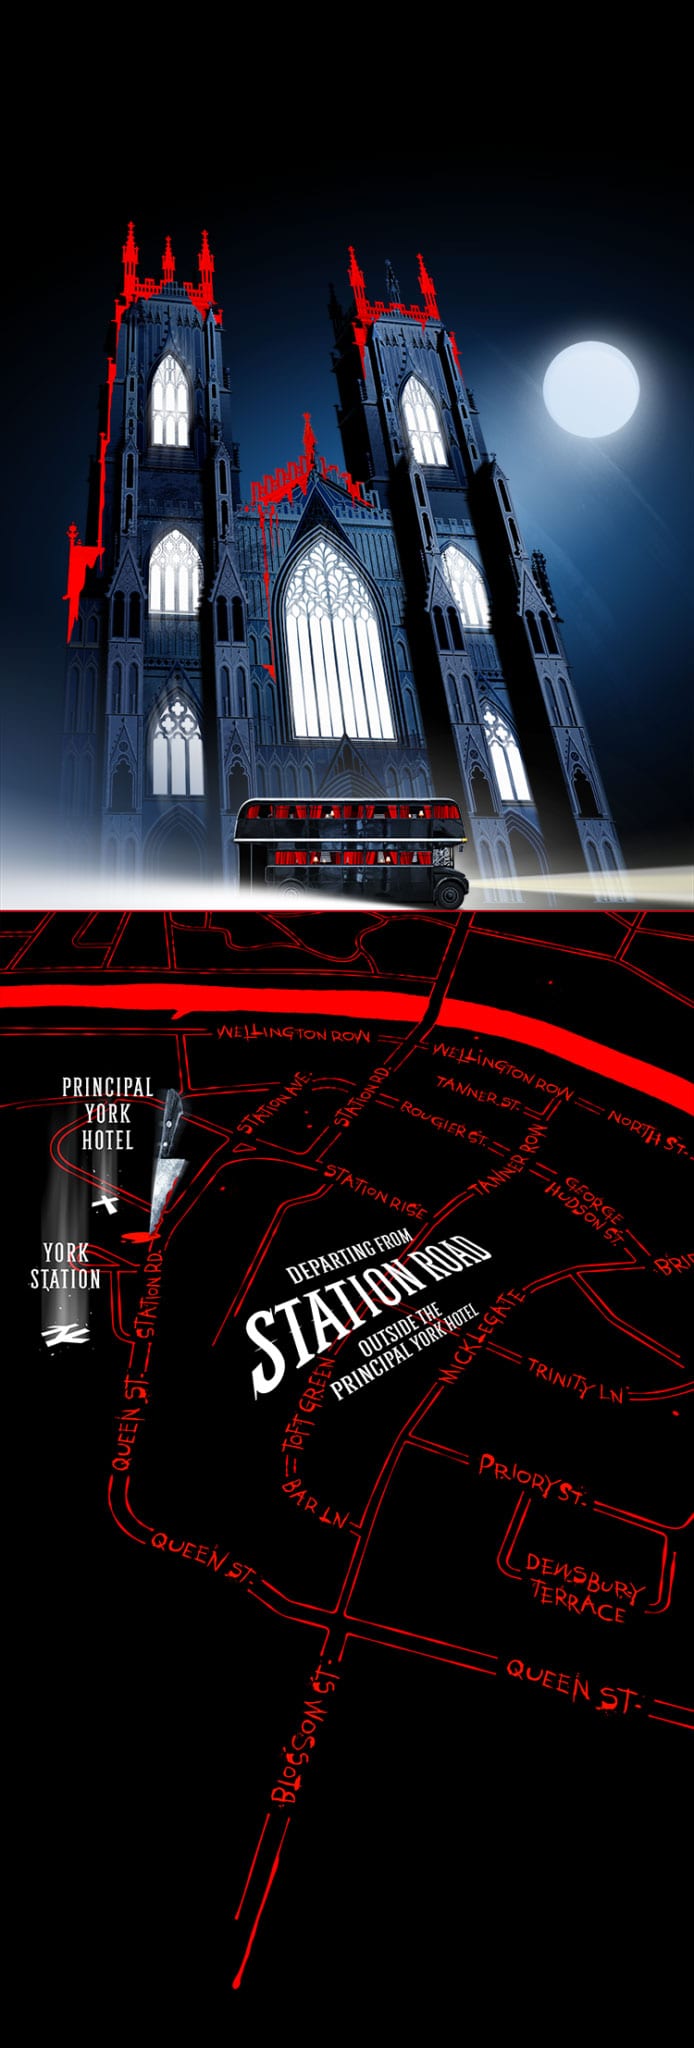 WELLINGTON ROW
WELLINGTON ROW
PRINCIPAL
YORK
HOTEL
STATION AVE.
STATION RD.
TANNER ST.
NORTH ST.
ROUGIER ST.
TANNER ROW
STATION RISE
GEORGE
HUDSON ST.
YORK
STATION
STATION RD.
DEPARTING FROM
STATION ROAD
OUTSIDE THE
PRINCIPAL YORK HOTEL
MICKLEGATE
TRINITY LN
QUEEN ST.
TOFT GREEN
BAR LN
PRIORY ST.
DEWSBURY
TERRACE
QUEEN ST.
QUEEN ST.
BLOSSOM ST.